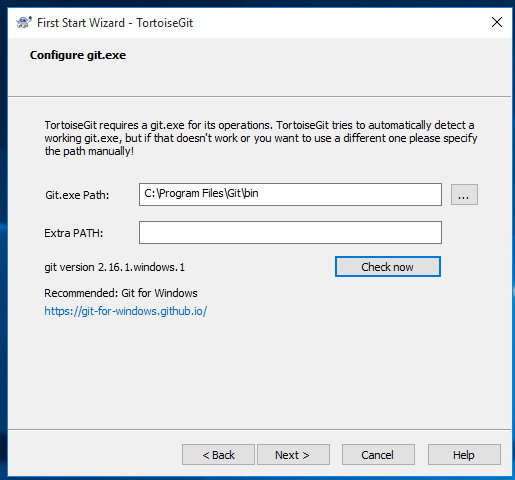 First Start Wizard - TortoiseGit
Configure git.exe
TortoiseGit requires a git.exe for its operations. TortoiseGit tries to automatically detect a
working git.exe, but if that doesn't work or you want to use a different one please specify
the path manually!
Git.exe Path: C:\Program Files\Git\bin ...
Extra PATH:
git version 2.16.1.windows.1 Check now
Recommended: Git for Windows
https://git-for-windows.github.io/
< Back Next > Cancel Help